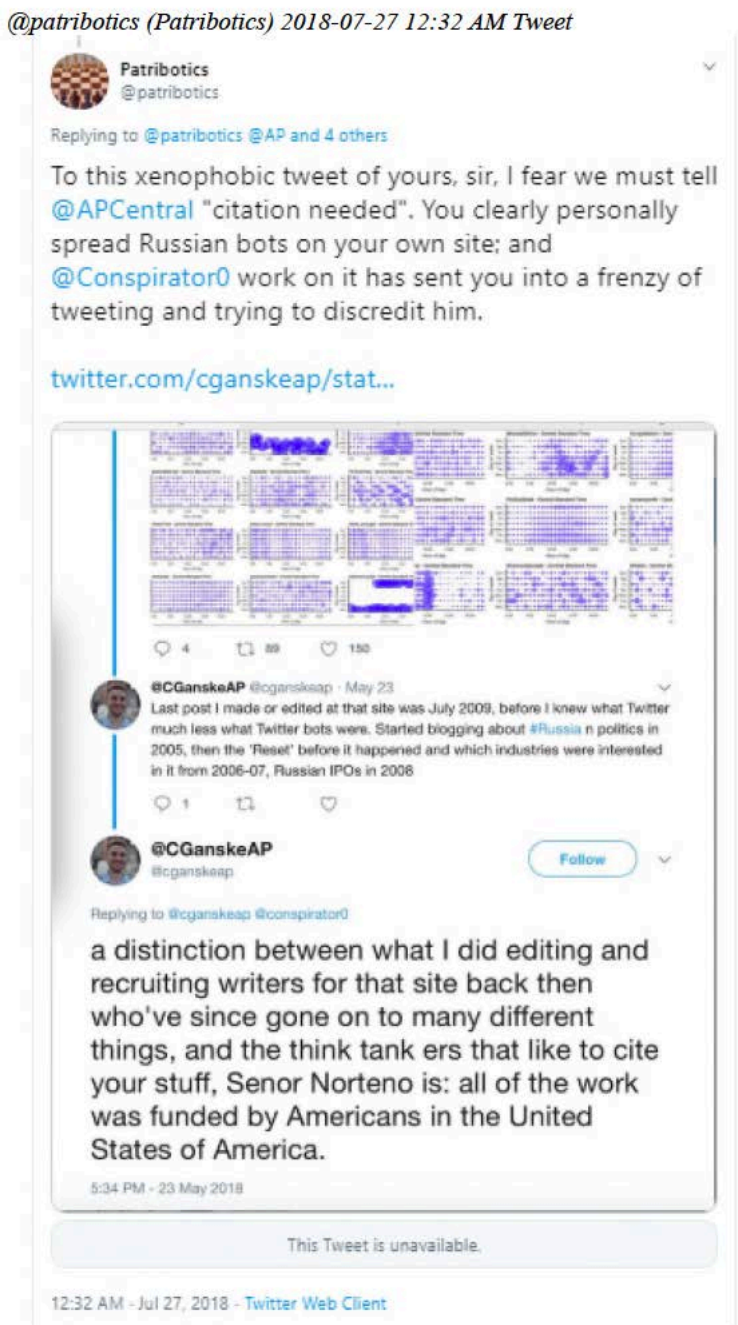 @patribotics (Patribotics) 2018-07-27 12:32 AM Tweet
Patribotics
@patribotics
Replying to @patribotics @AP and 4 others
To this xenophobic tweet of yours, sir, I fear we must tell
@APCentral "citation needed". You clearly personally
spread Russian bots on your own site; and
@Conspirator0 work on it has sent you into a frenzy of
tweeting and trying to discredit him.
twitter.com/cganskeap/stat...
4 89 150
@CGanskeAP @cganskeap · May 23
Last post I made or edited at that site was July 2009, before I knew what Twitter
much less what Twitter bots were. Started blogging about #Russia n politics in
2005, then the 'Reset' before it happened and which industries were interested
in it from 2006-07, Russian IPOs in 2008
1
@CGanskeAP
@cganskeap
Follow
Replying to @cganskeap @conspirator0
a distinction between what I did editing and
recruiting writers for that site back then
who've since gone on to many different
things, and the think tank ers that like to cite
your stuff, Senor Norteno is: all of the work
was funded by Americans in the United
States of America.
5:34 PM - 23 May 2018
This Tweet is unavailable.
12:32 AM - Jul 27, 2018 - Twitter Web Client